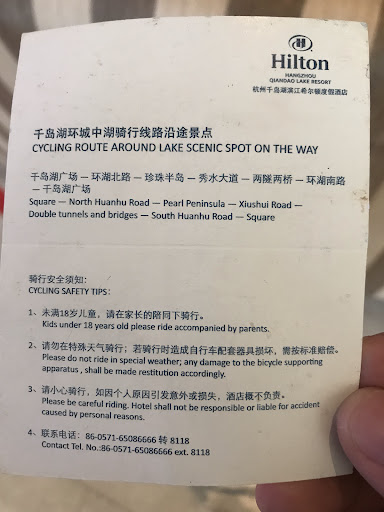 Hilton
HANGZHOU
QIANDAO LAKE RESORT
杭州千岛湖滨江希尔顿度假酒店
千岛湖环城中湖骑行线路沿途景点
CYCLING ROUTE AROUND LAKE SCENIC SPOT ON THE WAY
千岛湖广场 — 环湖北路 — 珍珠半岛 — 秀水大道 — 两隧两桥 — 环湖南路
— 千岛湖广场
Square — North Huanhu Road — Pearl Peninsula — Xiushui Road —
Double tunnels and bridges — South Huanhu Road — Square
骑行安全须知：
CYCLING SAFETY TIPS：
1、未满18岁儿童，请在家长的陪同下骑行。
Kids under 18 years old please ride accompanied by parents.
2、请勿在特殊天气骑行；若骑行时造成自行车配套器具损坏，需按标准赔偿。
Please do not ride in special weather; any damage to the bicycle supporting
apparatus , shall be made restitution accordingly.
3、请小心骑行，如因个人原因引发意外或损失，酒店概不负责。
Please be careful riding. Hotel shall not be responsible or liable for accident
caused by personal reasons.
4、联系电话：86-0571-65086666 转 8118
Contact Tel. No.:86-0571-65086666 ext. 8118